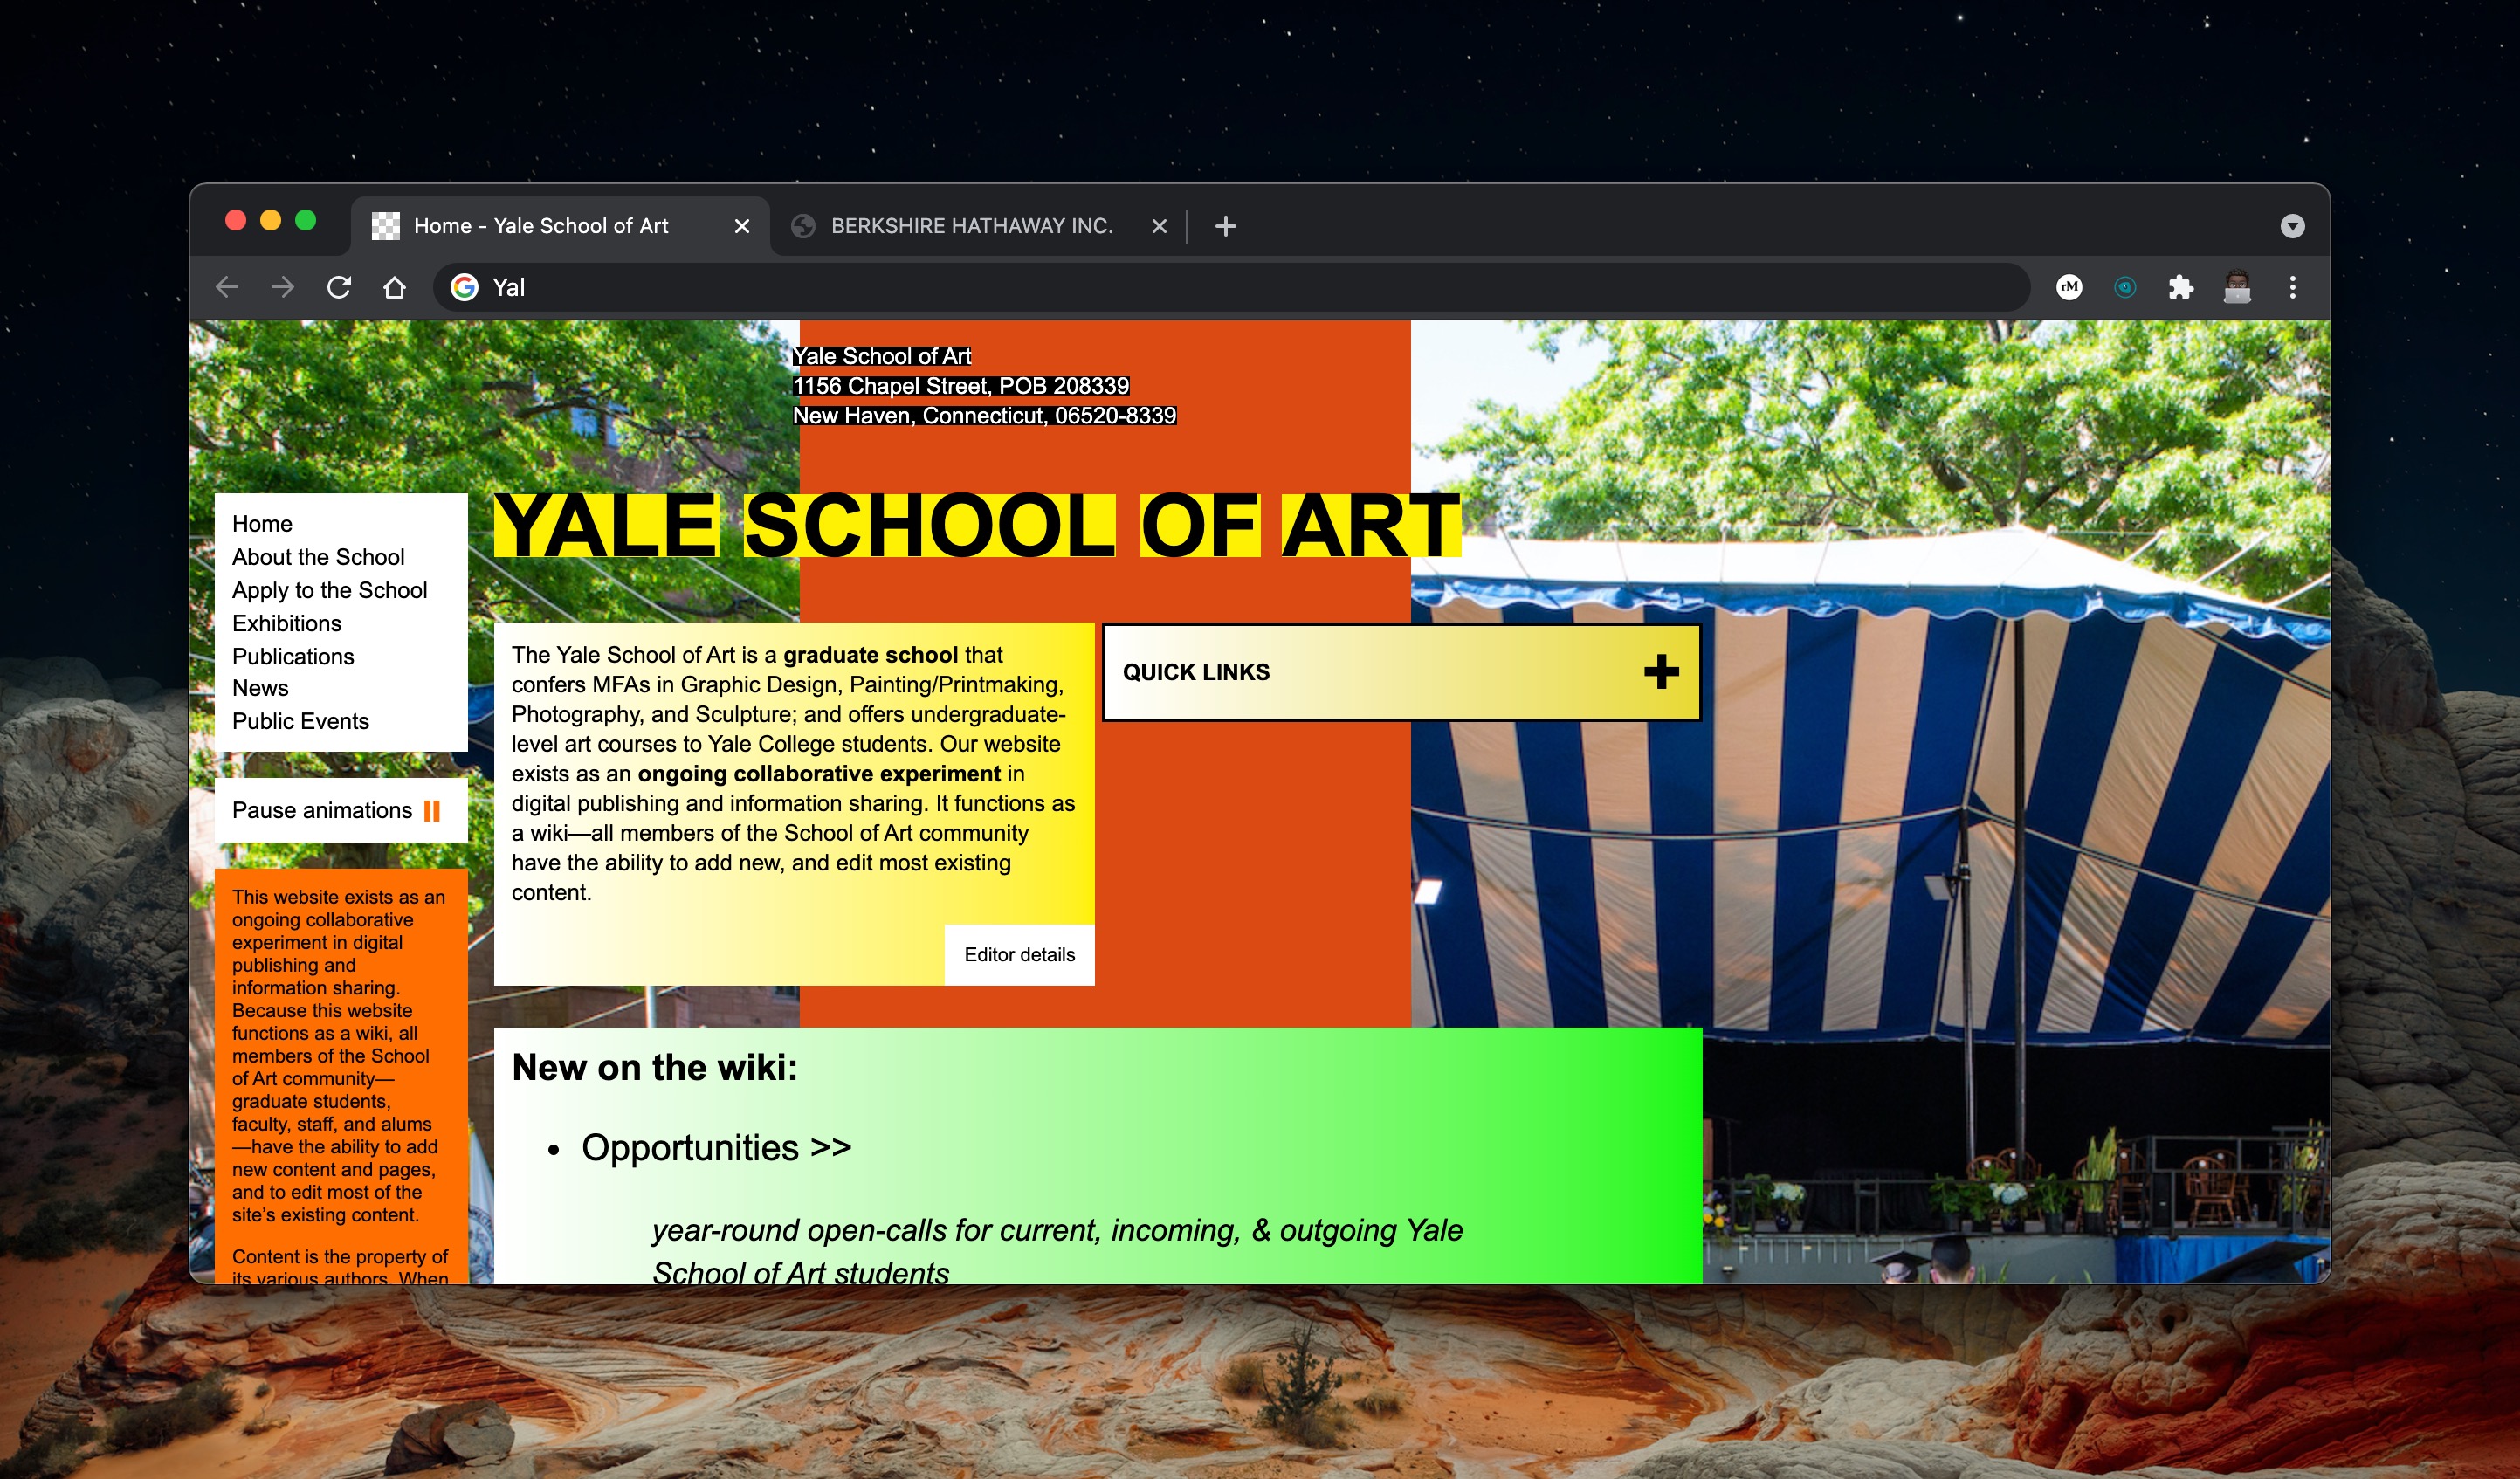 Home - Yale School of Art
BERKSHIRE HATHAWAY INC.
Yal
rM
Yale School of Art
1156 Chapel Street, POB 208339
New Haven, Connecticut, 06520-8339
YALE SCHOOL OF ART
Home
About the School
Apply to the School
Exhibitions
Publications
News
Public Events
Pause animations
This website exists as an
ongoing collaborative
experiment in digital
publishing and
information sharing.
Because this website
functions as a wiki, all
members of the School
of Art community—
graduate students,
faculty, staff, and alums
—have the ability to add
new content and pages,
and to edit most of the
site’s existing content.
Content is the property of
its various authors. When
The Yale School of Art is a graduate school that
confers MFAs in Graphic Design, Painting/Printmaking,
Photography, and Sculpture; and offers undergraduate-
level art courses to Yale College students. Our website
exists as an ongoing collaborative experiment in
digital publishing and information sharing. It functions as
a wiki—all members of the School of Art community
have the ability to add new, and edit most existing
content.
Editor details
QUICK LINKS
New on the wiki:
• Opportunities >>
year-round open-calls for current, incoming, & outgoing Yale
School of Art students